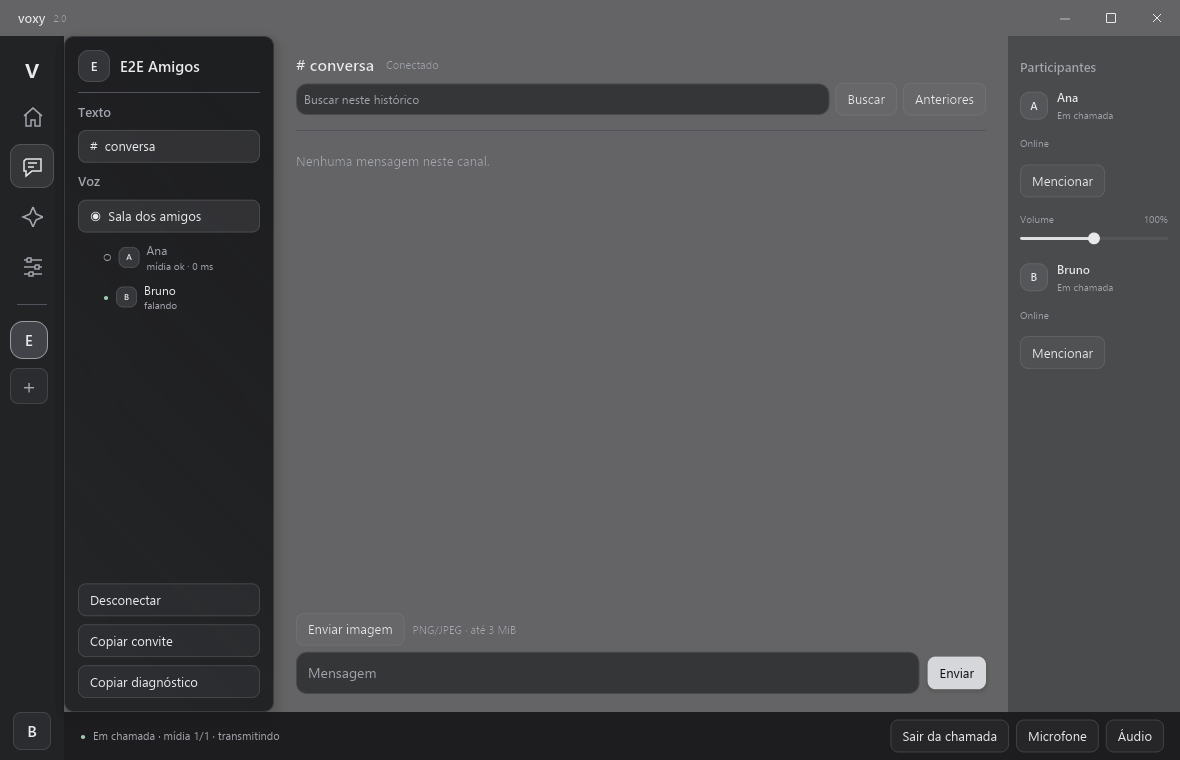 voxy 2.0
V
E
+
B
E E2E Amigos
Texto
# conversa
Voz
Sala dos amigos
A Ana
mídia ok · 0 ms
B Bruno
falando
Desconectar
Copiar convite
Copiar diagnóstico
# conversa Conectado
Buscar neste histórico Buscar Anteriores
Nenhuma mensagem neste canal.
Enviar imagem PNG/JPEG · até 3 MiB
Mensagem Enviar
Participantes
A Ana
Em chamada
Online
Mencionar
Volume 100%
B Bruno
Em chamada
Online
Mencionar
Em chamada · mídia 1/1 · transmitindo
Sair da chamada Microfone Áudio